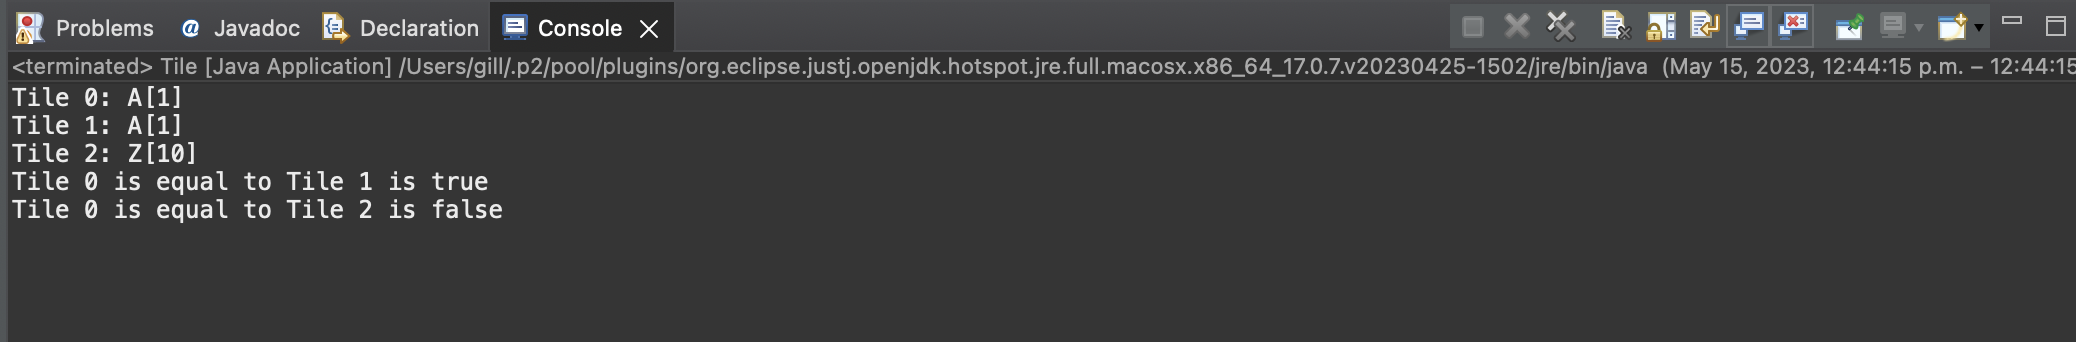 Problems @ Javadoc Declaration Console
<terminated> Tile [Java Application] /Users/gill/.p2/pool/plugins/org.eclipse.justj.openjdk.hotspot.jre.full.macosx.x86_64_17.0.7.v20230425-1502/jre/bin/java (May 15, 2023, 12:44:15 p.m. – 12:44:15
Tile 0: A[1]
Tile 1: A[1]
Tile 2: Z[10]
Tile 0 is equal to Tile 1 is true
Tile 0 is equal to Tile 2 is false